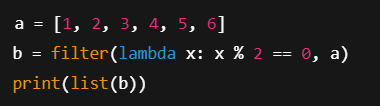 a = [1, 2, 3, 4, 5, 6]
b = filter(lambda x: x % 2 == 0, a)
print(list(b))